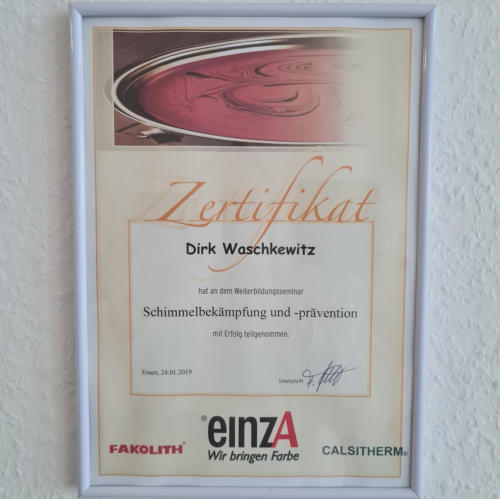 Zertifikat
Dirk Waschkewitz
hat an dem Weiterbildungsseminar
Schimmelbekämpfung und -prävention
mit Erfolg teilgenommen.
Essen, 24.01.2019
Unterschrift
FAKOLITH®
®einzA
Wir bringen Farbe
CALSITHERM®